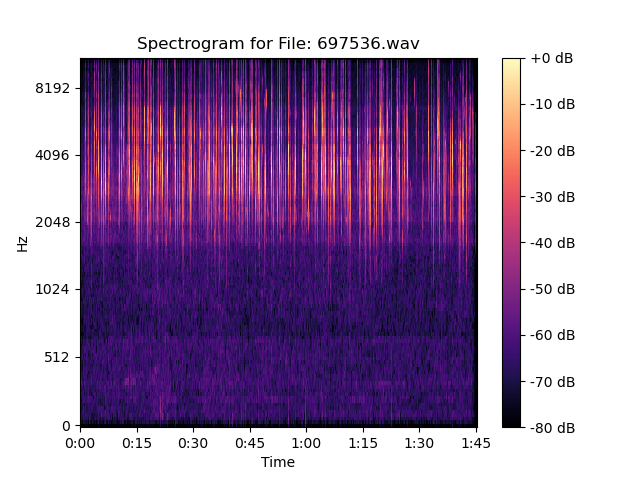 Spectrogram for File: 697536.wav
Hz
8192
4096
2048
1024
512
0
0:00 0:15 0:30 0:45 1:00 1:15 1:30 1:45
Time
+0 dB
-10 dB
-20 dB
-30 dB
-40 dB
-50 dB
-60 dB
-70 dB
-80 dB